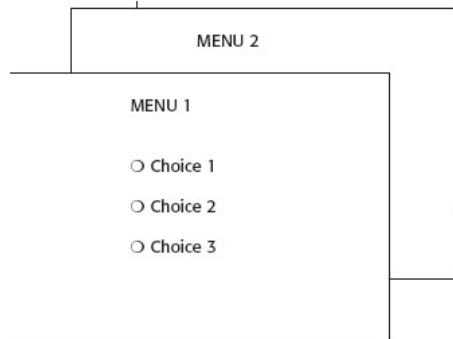 MENU 2
MENU 1
❍ Choice 1
❍ Choice 2
❍ Choice 3